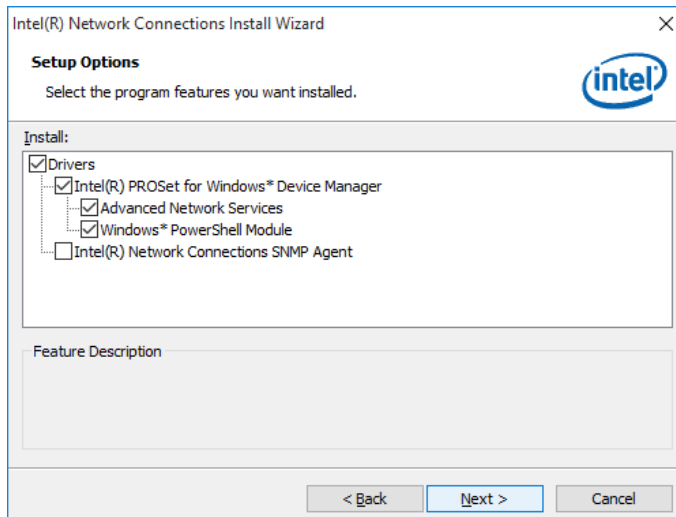 Intel(R) Network Connections Install Wizard
Setup Options
Select the program features you want installed.
intel
Install:
Drivers
Intel(R) PROSet for Windows* Device Manager
Advanced Network Services
Windows* PowerShell Module
Intel(R) Network Connections SNMP Agent
Feature Description
< Back Next > Cancel